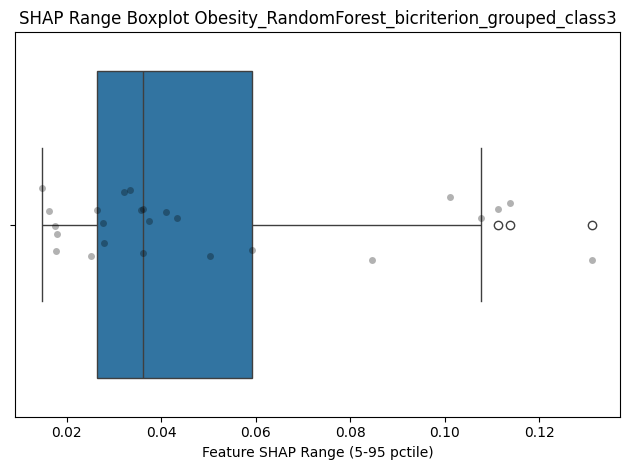 SHAP Range Boxplot Obesity_RandomForest_bicriterion_grouped_class3
0.02 0.04 0.06 0.08 0.10 0.12
Feature SHAP Range (5-95 pctile)